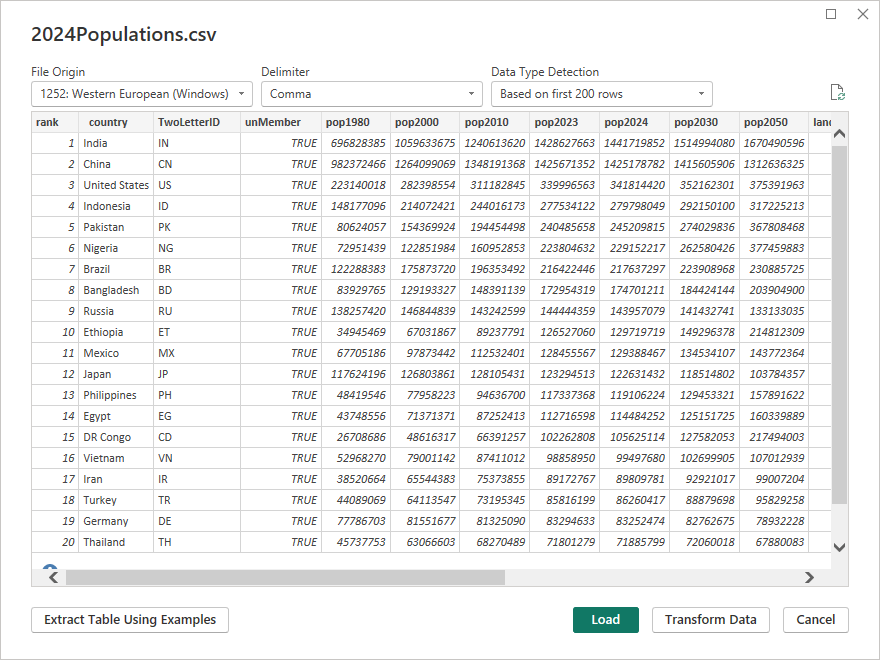 2024Populations.csv
File Origin Delimiter Data Type Detection
1252: Western European (Windows) Comma Based on first 200 rows
rank country TwoLetterID unMember pop1980 pop2000 pop2010 pop2023 pop2024 pop2030 pop2050
1 India IN TRUE 696828385 1059633675 1240613620 1428627663 1441719852 1514994080 1670490596
2 China CN TRUE 982372466 1264099069 1348191368 1425671352 1425178782 1415605906 1312636325
3 United States US TRUE 223140018 282398554 311182845 339996563 341814420 352162301 375391963
4 Indonesia ID TRUE 148177096 214072421 244016173 277534122 279798049 292150100 317225213
5 Pakistan PK TRUE 80624057 154369924 194454498 240485658 245209815 274029836 367808468
6 Nigeria NG TRUE 72951439 122851984 160952853 223804632 229152217 262580426 377459883
7 Brazil BR TRUE 122288383 175873720 196353492 216422446 217637297 223908968 230885725
8 Bangladesh BD TRUE 83929765 129193327 148391139 172954319 174701211 184424144 203904900
9 Russia RU TRUE 138257420 146844839 143242599 144444359 143957079 141432741 133133035
10 Ethiopia ET TRUE 34945469 67031867 89237791 126527060 129719719 149296378 214812309
11 Mexico MX TRUE 67705186 97873442 112532401 128455567 129388467 134534107 143772364
12 Japan JP TRUE 117624196 126803861 128105431 123294513 122631432 118514802 103784357
13 Philippines PH TRUE 48419546 77958223 94636700 117337368 119106224 129453321 157891622
14 Egypt EG TRUE 43748556 71371371 87252413 112716598 114484252 125151725 160339889
15 DR Congo CD TRUE 26708686 48616317 66391257 102262808 105625114 127582053 217494003
16 Vietnam VN TRUE 52968270 79001142 87411012 98858950 99497680 102699905 107012939
17 Iran IR TRUE 38520664 65544383 75373855 89172767 89809781 92921017 99007204
18 Turkey TR TRUE 44089069 64113547 73195345 85816199 86260417 88879698 95829258
19 Germany DE TRUE 77786703 81551677 81325090 83294633 83252474 82762675 78932228
20 Thailand TH TRUE 45737753 63066603 68270489 71801279 71885799 72060018 67880083
Extract Table Using Examples Load Transform Data Cancel